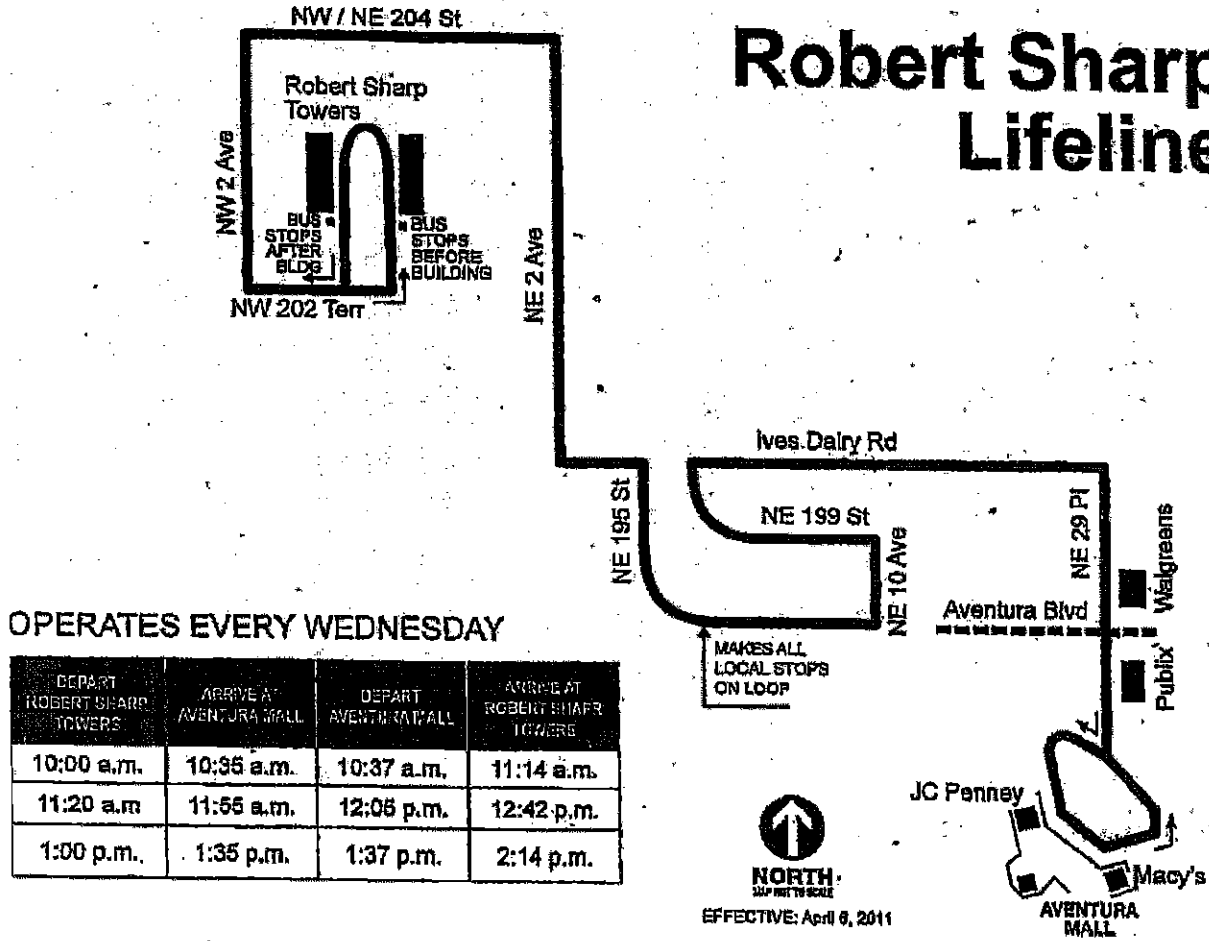 NW / NE 204 St
Robert Sharp
Lifeline
Robert Sharp
Towers
NW 2 Ave
BUS
STOPS
AFTER
BLDG
BUS
STOPS
BEFORE
BUILDING
NW 202 Terr
NE 2 Ave
Ives Dairy Rd
NE 195 St
NE 199 St
NE 10 Ave
NE 29 Pl
Walgreens
Aventura Blvd
Publix
MAKES ALL
LOCAL STOPS
ON LOOP
OPERATES EVERY WEDNESDAY
DEPART
ROBERT SHARP
TOWERS
ARRIVE AT
AVENTURA MALL
DEPART
AVENTURA MALL
ARRIVE AT
ROBERT SHARP
TOWERS
10:00 a.m. 10:35 a.m. 10:37 a.m. 11:14 a.m.
11:20 a.m 11:55 a.m. 12:05 p.m. 12:42 p.m.
1:00 p.m. 1:35 p.m. 1:37 p.m. 2:14 p.m.
JC Penney
Macy's
AVENTURA
MALL
NORTH
MAP NOT TO SCALE
EFFECTIVE: April 6, 2011